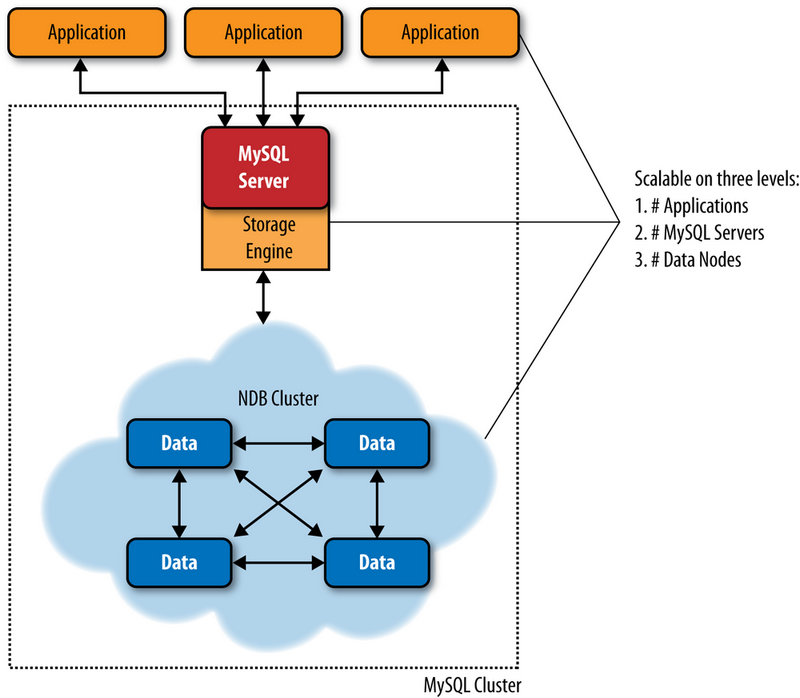 Application
Application
Application
MySQL
Server
Storage
Engine
Scalable on three levels:
1. # Applications
2. # MySQL Servers
3. # Data Nodes
NDB Cluster
Data
Data
Data
Data
MySQL Cluster